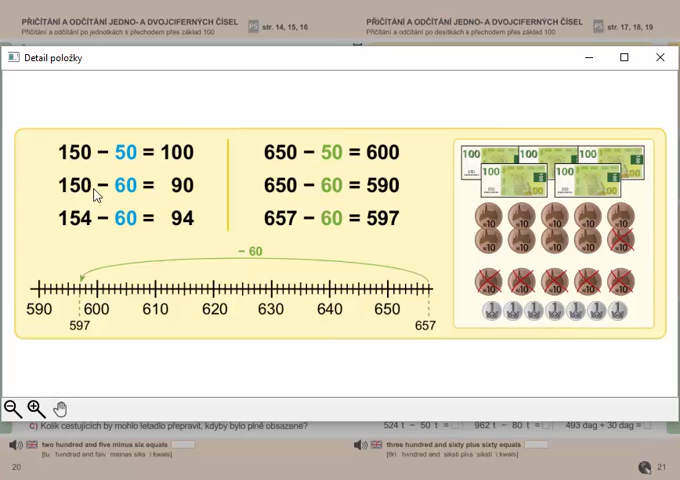 PŘIČÍTÁNÍ A ODČÍTÁNÍ JEDNO- A DVOJCIFERNÝCH ČÍSEL
Přičítání a odčítání po jednotkách s přechodem přes základ 100
PS str. 14, 15, 16
PŘIČÍTÁNÍ A ODČÍTÁNÍ JEDNO- A DVOJCIFERNÝCH ČÍSEL
Přičítání a odčítání po desítkách s přechodem přes základ 100
PS str. 17, 18, 19
Detail položky
150 − 50 = 100
150 − 60 = 90
154 − 60 = 94
650 − 50 = 600
650 − 60 = 590
657 − 60 = 597
− 60
590 600 610 620 630 640 650
597 657
100 100 100
100 100 100 100
10 10 10 10 10
10 10 10 10 10
10 10 10 10 10
1 1 1 1 1 1 1
C) Kolik cestujících by mohlo letadlo přepravit, kdyby bylo plně obsazené?
524 t − 50 t = 962 t − 80 t = 493 dag + 30 dag =
two hundred and five minus six equals
three hundred and sixty plus sixty equals
20
21